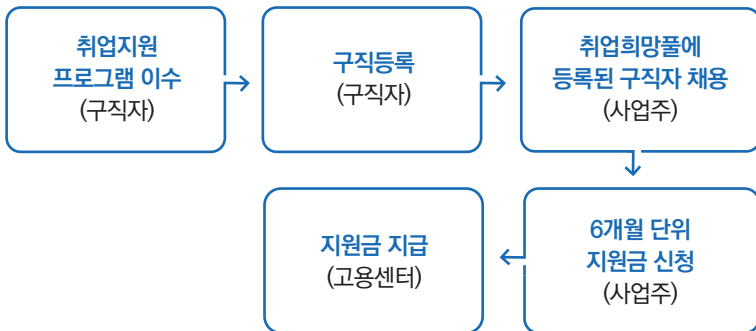 취업지원
프로그램 이수
(구직자)
구직등록
(구직자)
취업희망풀에
등록된 구직자 채용
(사업주)
6개월 단위
지원금 신청
(사업주)
지원금 지급
(고용센터)